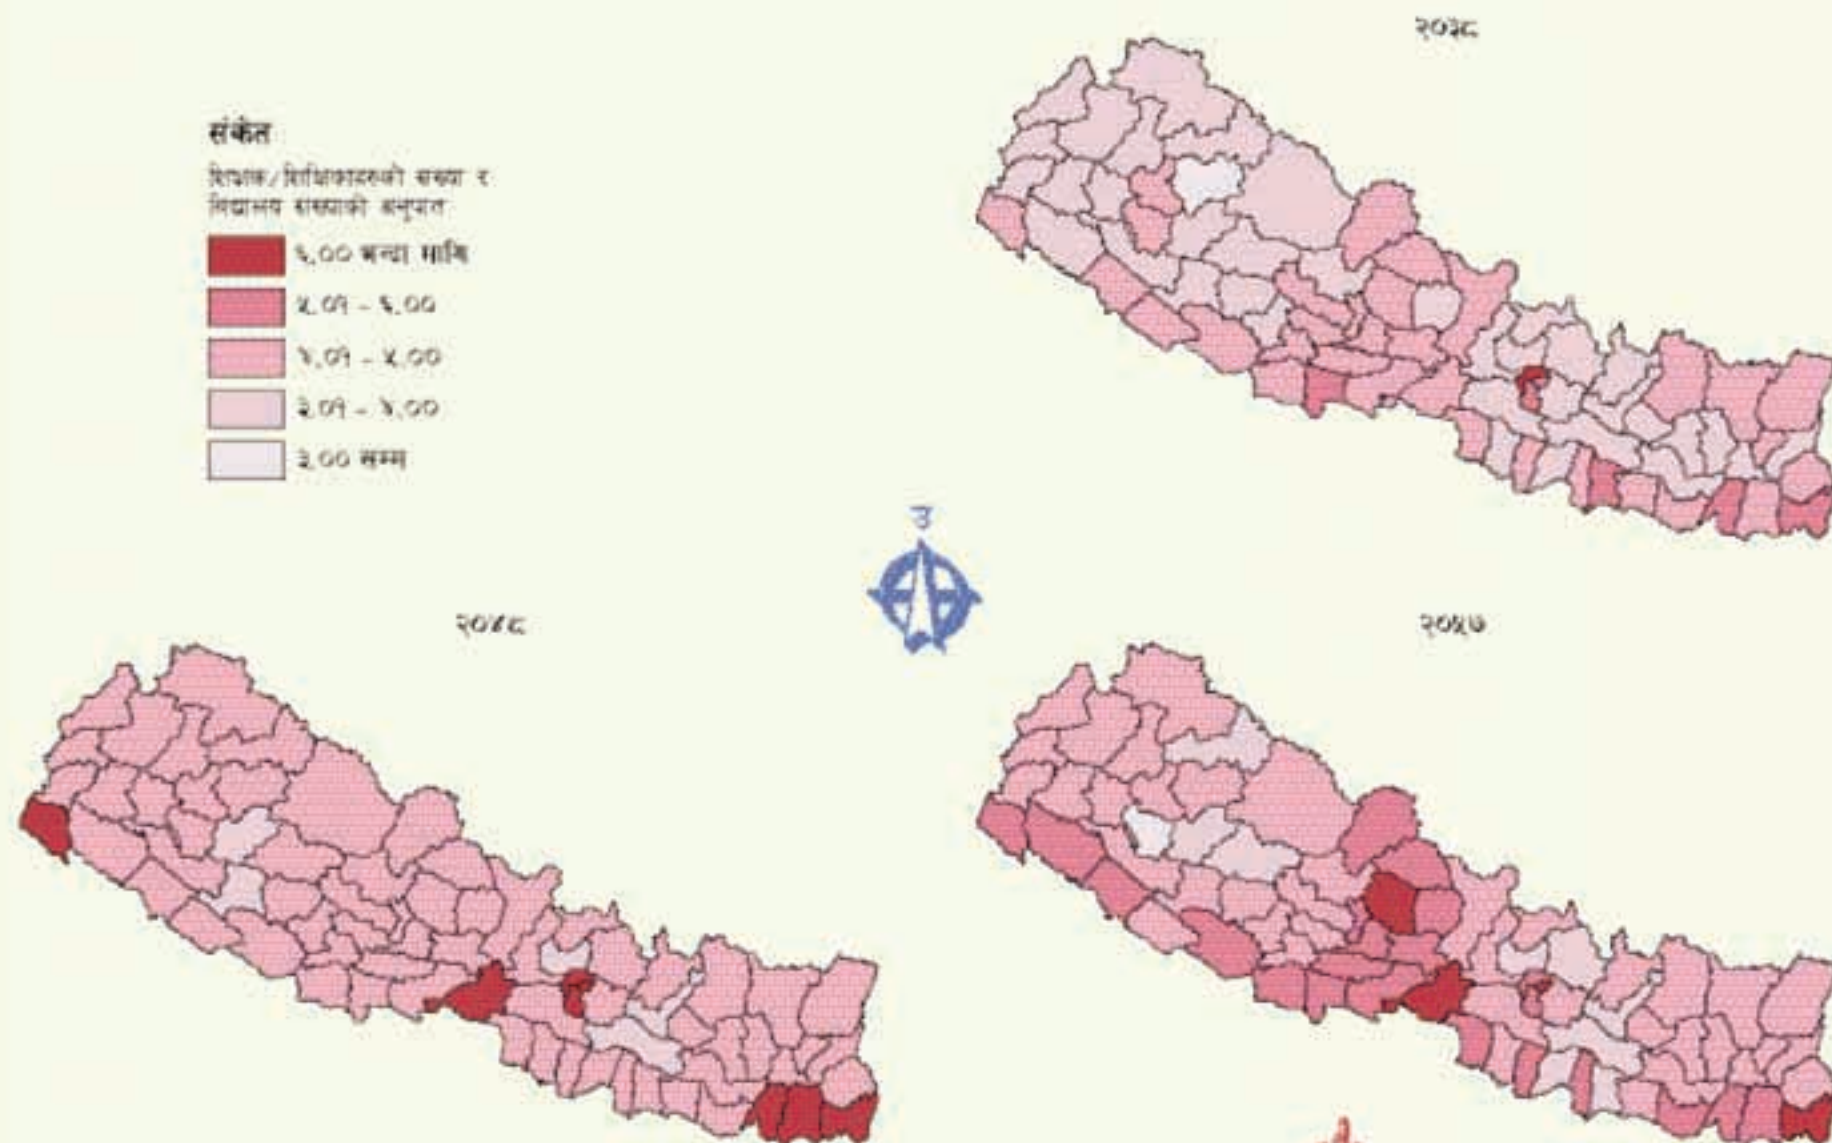 २०३८
संकेत
शिक्षक/शिक्षिकाहरुको संख्या र
विद्यालय संख्याको अनुपात
६.०० भन्दा माथि
५.०१ - ६.००
४.०१ - ५.००
३.०१ - ४.००
३.०० सम्म
उ
२०४८
२०५७